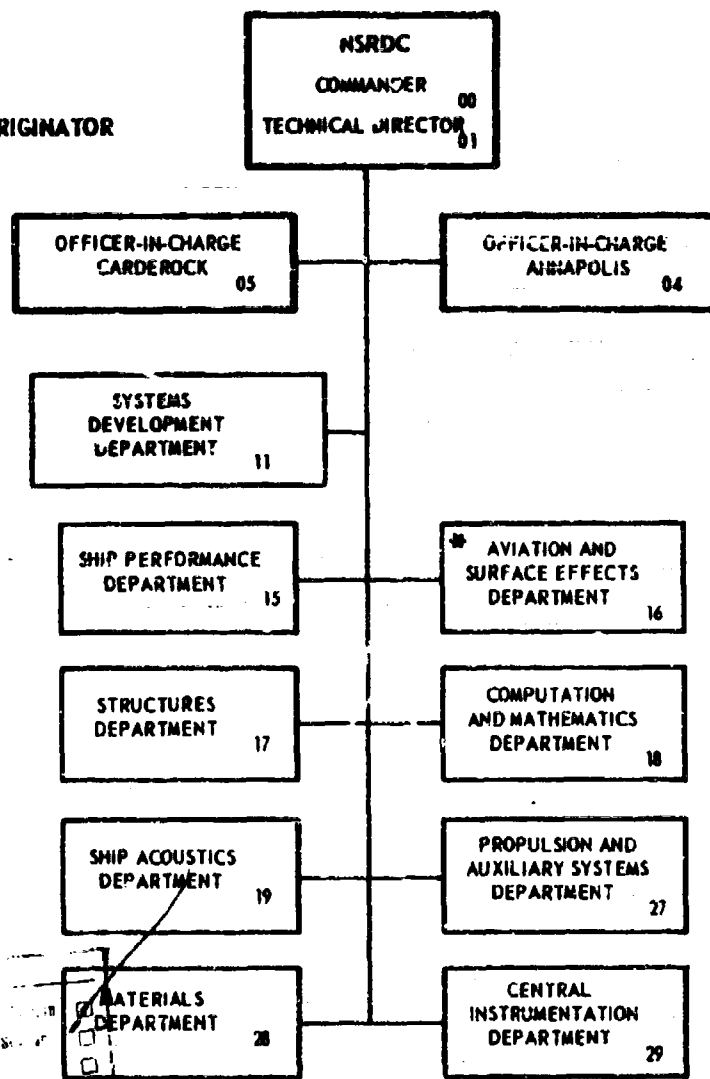 NSRDC
COMMANDER
00
TECHNICAL DIRECTOR
01
RIGINATOR
OFFICER-IN-CHARGE
CARDEROCK
05
OFFICER-IN-CHARGE
ANNAPOLIS
04
SYSTEMS
DEVELOPMENT
DEPARTMENT
11
SHIP PERFORMANCE
DEPARTMENT
15
* AVIATION AND
SURFACE EFFECTS
DEPARTMENT
16
STRUCTURES
DEPARTMENT
17
COMPUTATION
AND MATHEMATICS
DEPARTMENT
18
SHIP ACOUSTICS
DEPARTMENT
19
PROPULSION AND
AUXILIARY SYSTEMS
DEPARTMENT
27
MATERIALS
DEPARTMENT
28
CENTRAL
INSTRUMENTATION
DEPARTMENT
29